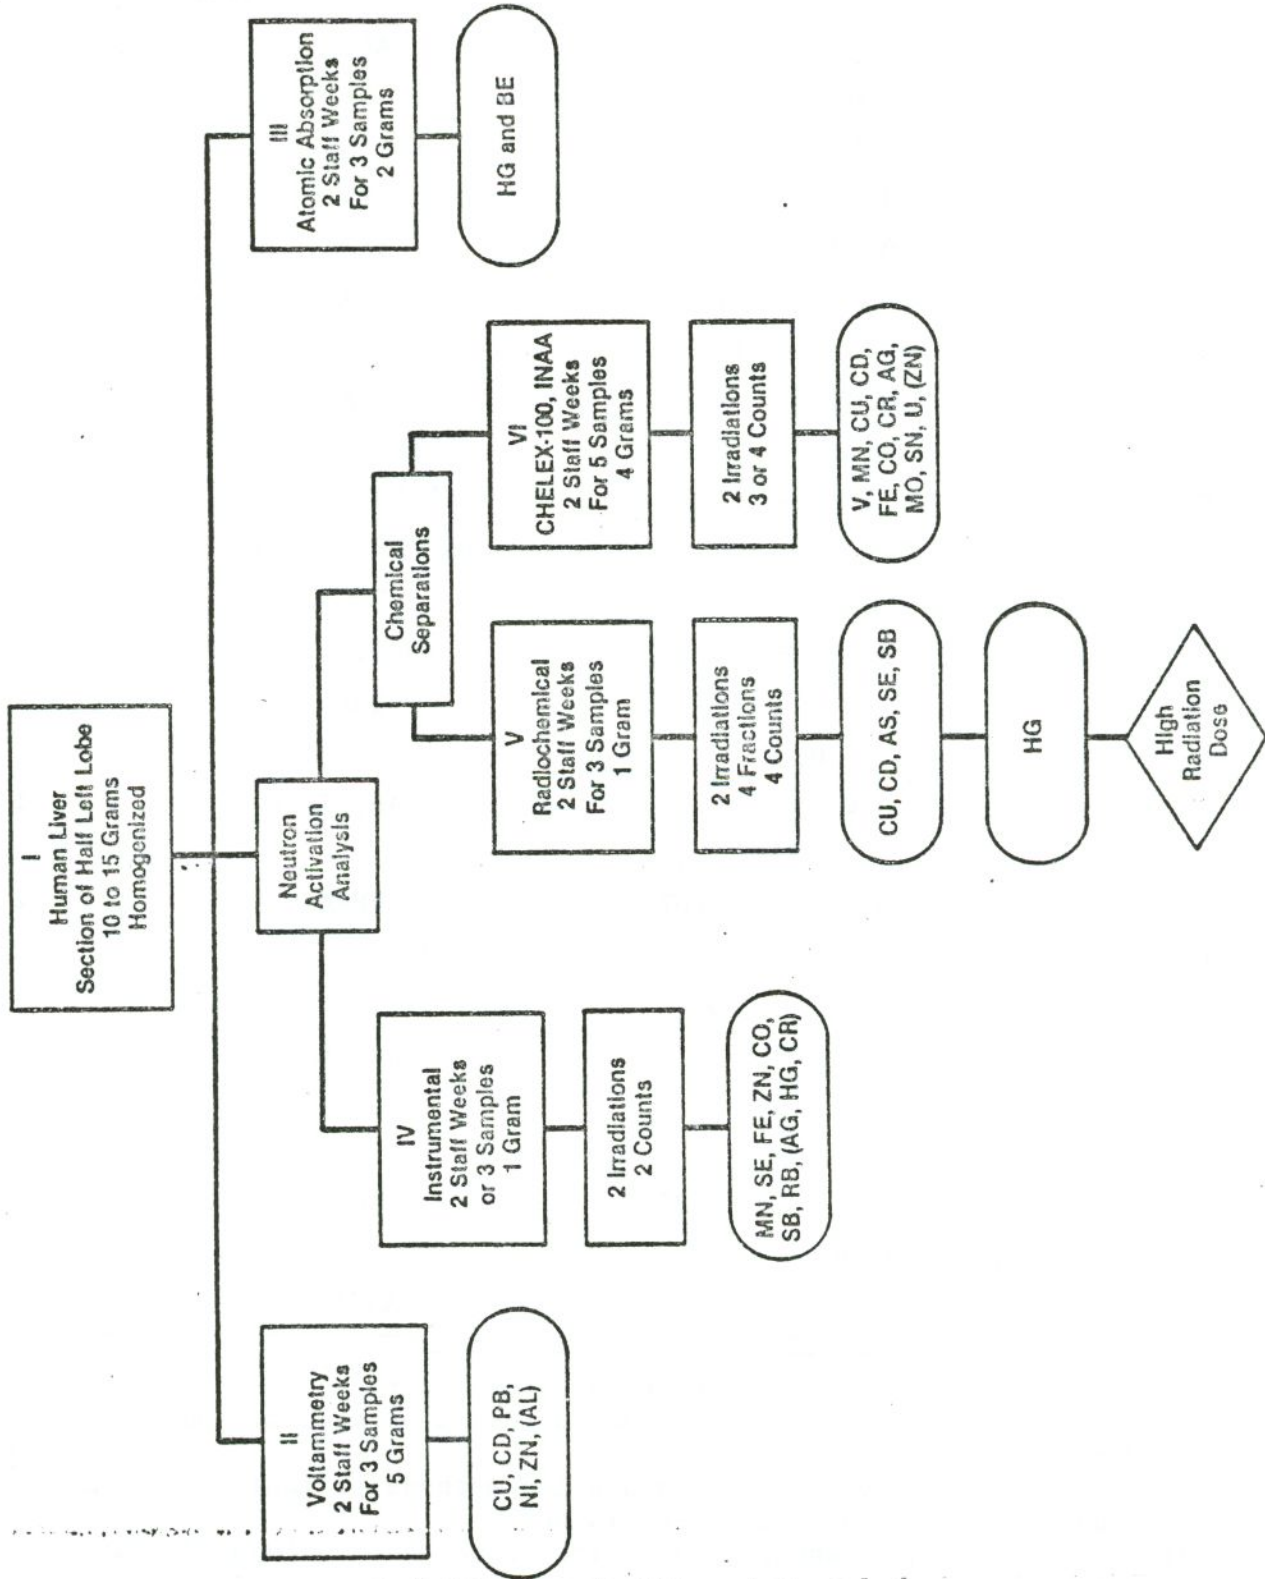 I
Human Liver
Section of Half Left Lobe
10 to 15 Grams
Homogenized
II
Voltammetry
2 Staff Weeks
For 3 Samples
5 Grams
CU, CD, PB,
NI, ZN, (AL)
Neutron
Activation
Analysis
IV
Instrumental
2 Staff Weeks
or 3 Samples
1 Gram
2 Irradiations
2 Counts
MN, SE, FE, ZN, CO,
SB, RB, (AG, HG, CR)
Chemical
Separations
V
Radiochemical
2 Staff Weeks
For 3 Samples
1 Gram
2 Irradiations
4 Fractions
4 Counts
CU, CD, AS, SE, SB
HG
High
Radiation
Dose
VI
CHELEX-100, INAA
2 Staff Weeks
For 5 Samples
4 Grams
2 Irradiations
3 or 4 Counts
V, MN, CU, CD,
FE, CO, CR, AG,
MO, SN, U, (ZN)
III
Atomic Absorption
2 Staff Weeks
For 3 Samples
2 Grams
HG and BE